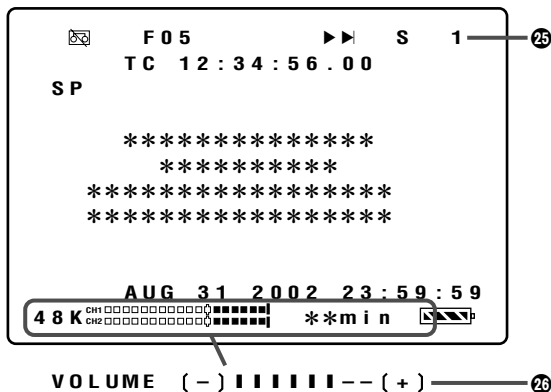 F05 ▶▶| S 1 ㉕
TC 12:34:56.00
SP
**************
**********
*****************
*****************
AUG 31 2002 23:59:59
48K CH1 **min
CH2
VOLUME (–) ❙❙❙❙❙❙–– (+) ㉖